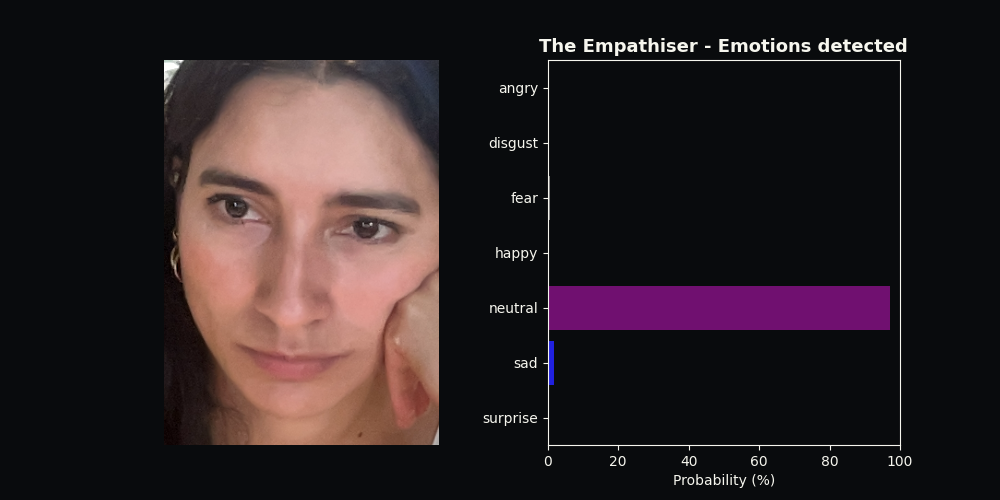 The Empathiser - Emotions detected
angry
disgust
fear
happy
neutral
sad
surprise
0 20 40 60 80 100
Probability (%)